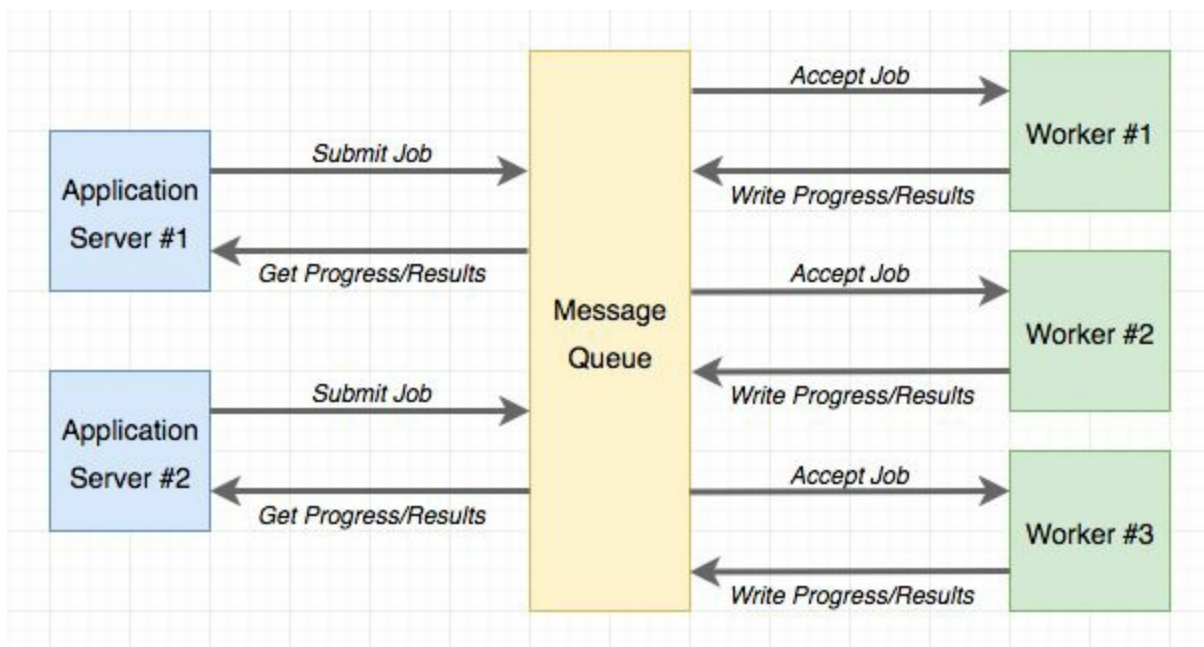 Accept Job
Worker #1
Write Progress/Results
Submit Job
Application
Server #1
Get Progress/Results
Message
Queue
Accept Job
Worker #2
Write Progress/Results
Submit Job
Application
Server #2
Get Progress/Results
Accept Job
Worker #3
Write Progress/Results